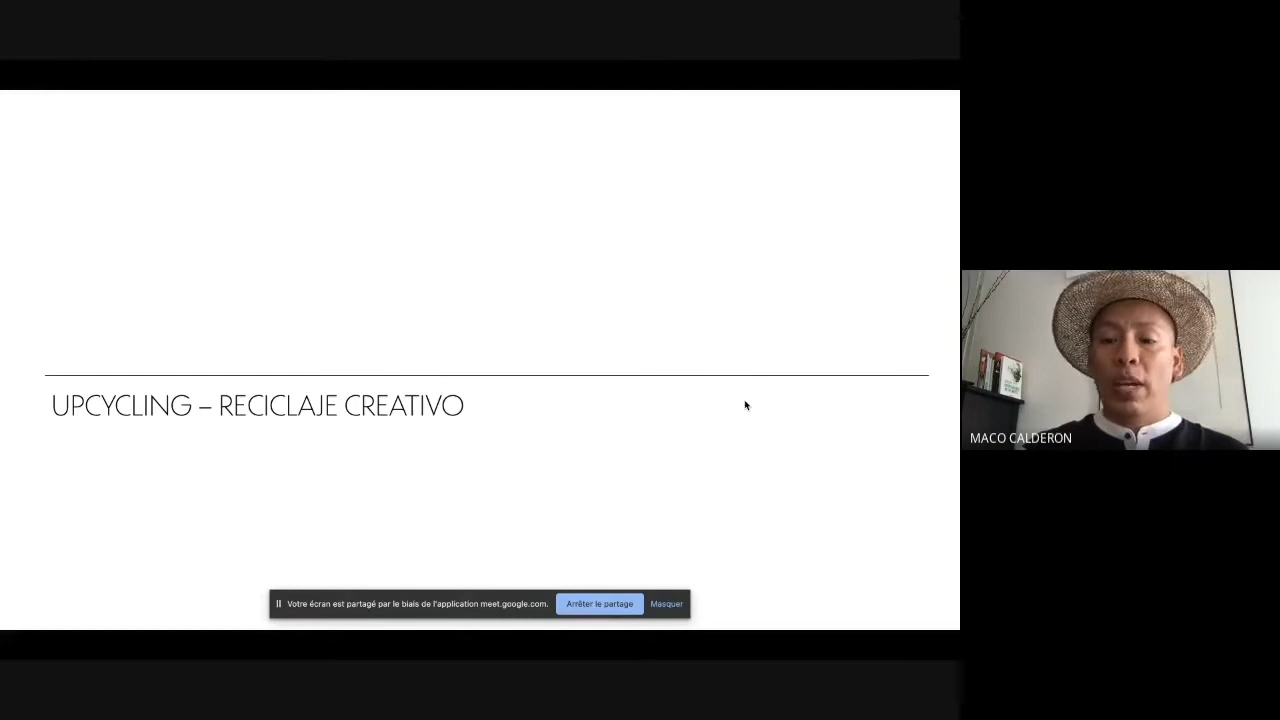 UPCYCLING – RECICLAJE CREATIVO
Votre écran est partagé par le biais de l'application meet.google.com.
Arrêter le partage
Masquer
MACO CALDERON